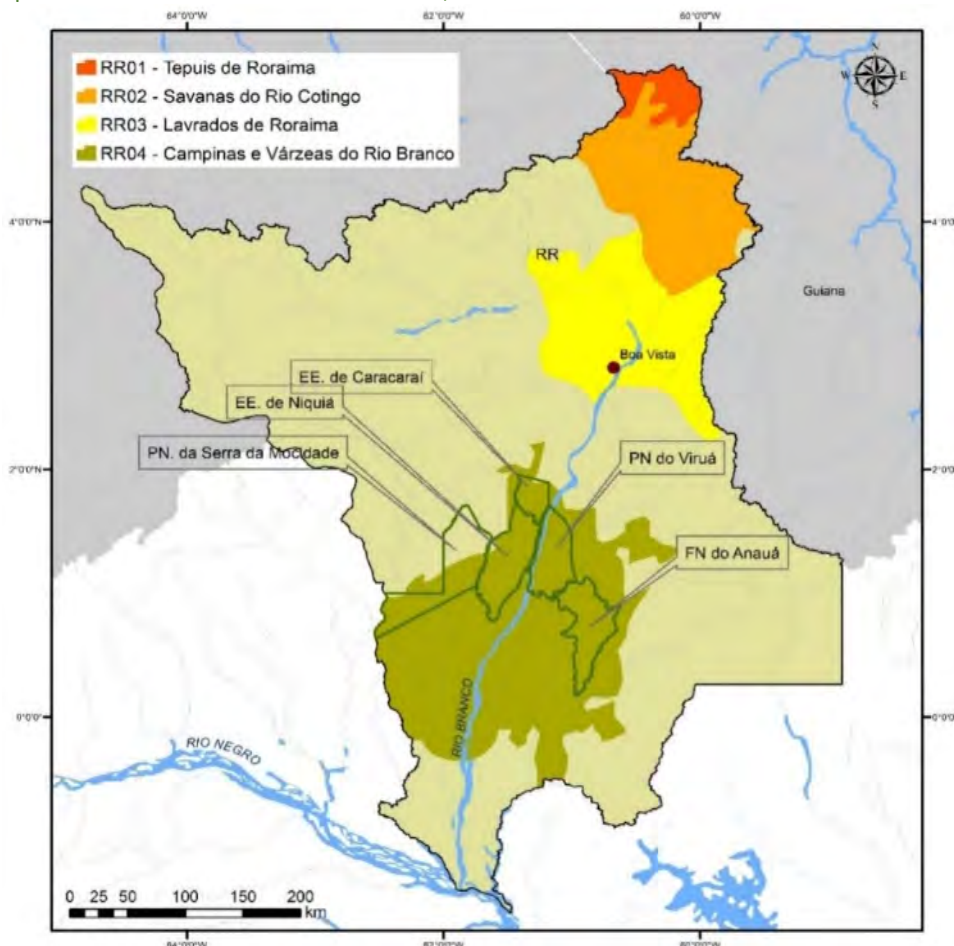 64°0'0"W 62°0'0"W 60°0'0"W
RR01 - Tepuis de Roraima
RR02 - Savanas do Rio Cotingo
RR03 - Lavrados de Roraima
RR04 - Campinas e Várzeas do Rio Branco
N
W E
S
4°0'0"N 4°0'0"N
RR
Guiana
Boa Vista
EE. de Caracaraí
EE. de Niquiá
PN. da Serra da Mocidade
PN do Viruá
2°0'0"N 2°0'0"N
FN do Anauá
0°0'0" 0°0'0"
RIO BRANCO
RIO NEGRO
0 25 50 100 150 200
km
64°0'0"W 62°0'0"W 60°0'0"W